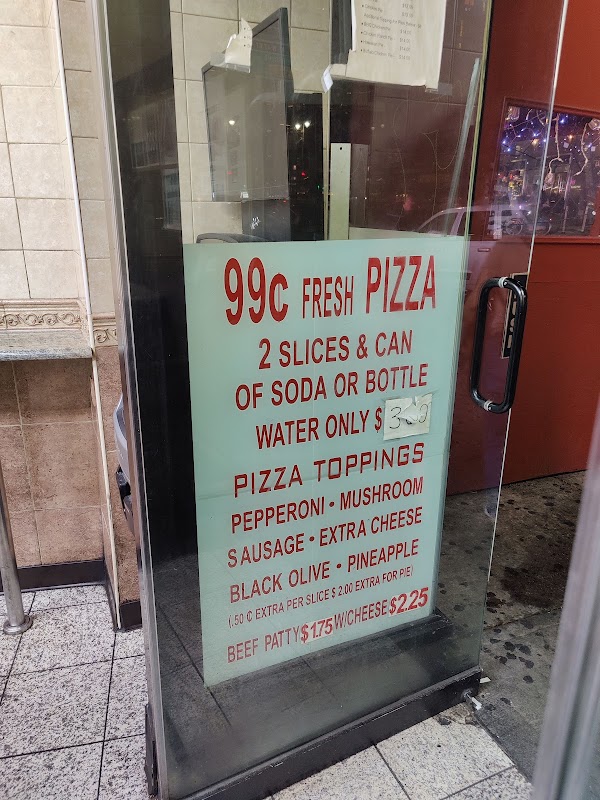 99¢ FRESH PIZZA
2 SLICES & CAN
OF SODA OR BOTTLE
WATER ONLY $ 3.00
PIZZA TOPPINGS
PEPPERONI • MUSHROOM
SAUSAGE • EXTRA CHEESE
BLACK OLIVE • PINEAPPLE
(.50 ¢ EXTRA PER SLICE $ 2.00 EXTRA FOR PIE)
BEEF PATTY $1.75 W/CHEESE $2.25